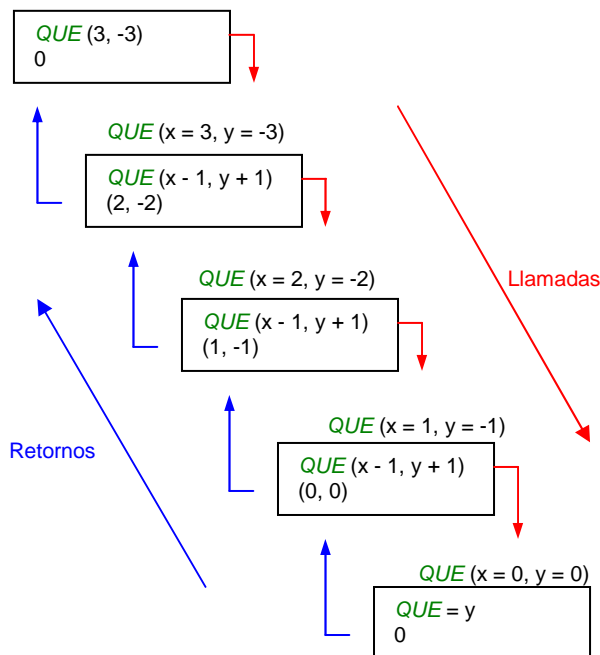 QUE (3, -3)
0
QUE (x = 3, y = -3)
QUE (x - 1, y + 1)
(2, -2)
QUE (x = 2, y = -2)
Llamadas
QUE (x - 1, y + 1)
(1, -1)
QUE (x = 1, y = -1)
Retornos
QUE (x - 1, y + 1)
(0, 0)
QUE (x = 0, y = 0)
QUE = y
0